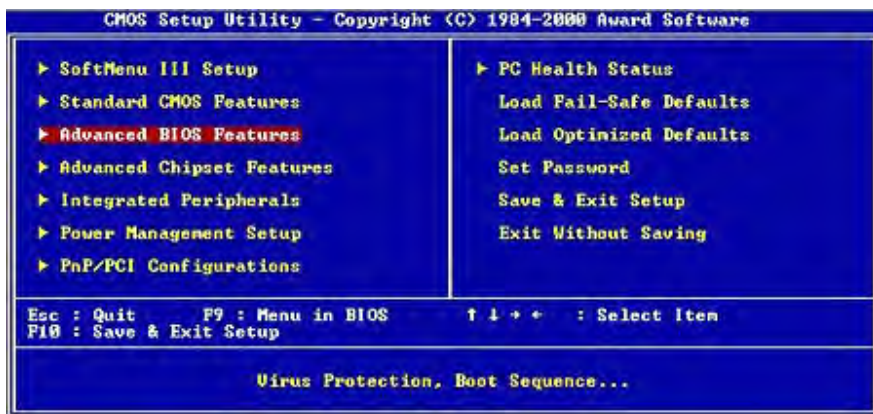 CMOS Setup Utility - Copyright (C) 1984-2000 Award Software
▶ SoftMenu III Setup
▶ Standard CMOS Features
▶ Advanced BIOS Features
▶ Advanced Chipset Features
▶ Integrated Peripherals
▶ Power Management Setup
▶ PnP/PCI Configurations
▶ PC Health Status
Load Fail-Safe Defaults
Load Optimized Defaults
Set Password
Save & Exit Setup
Exit Without Saving
Esc : Quit F9 : Menu in BIOS ↑ ↓ → ← : Select Item
F10 : Save & Exit Setup
Virus Protection, Boot Sequence...